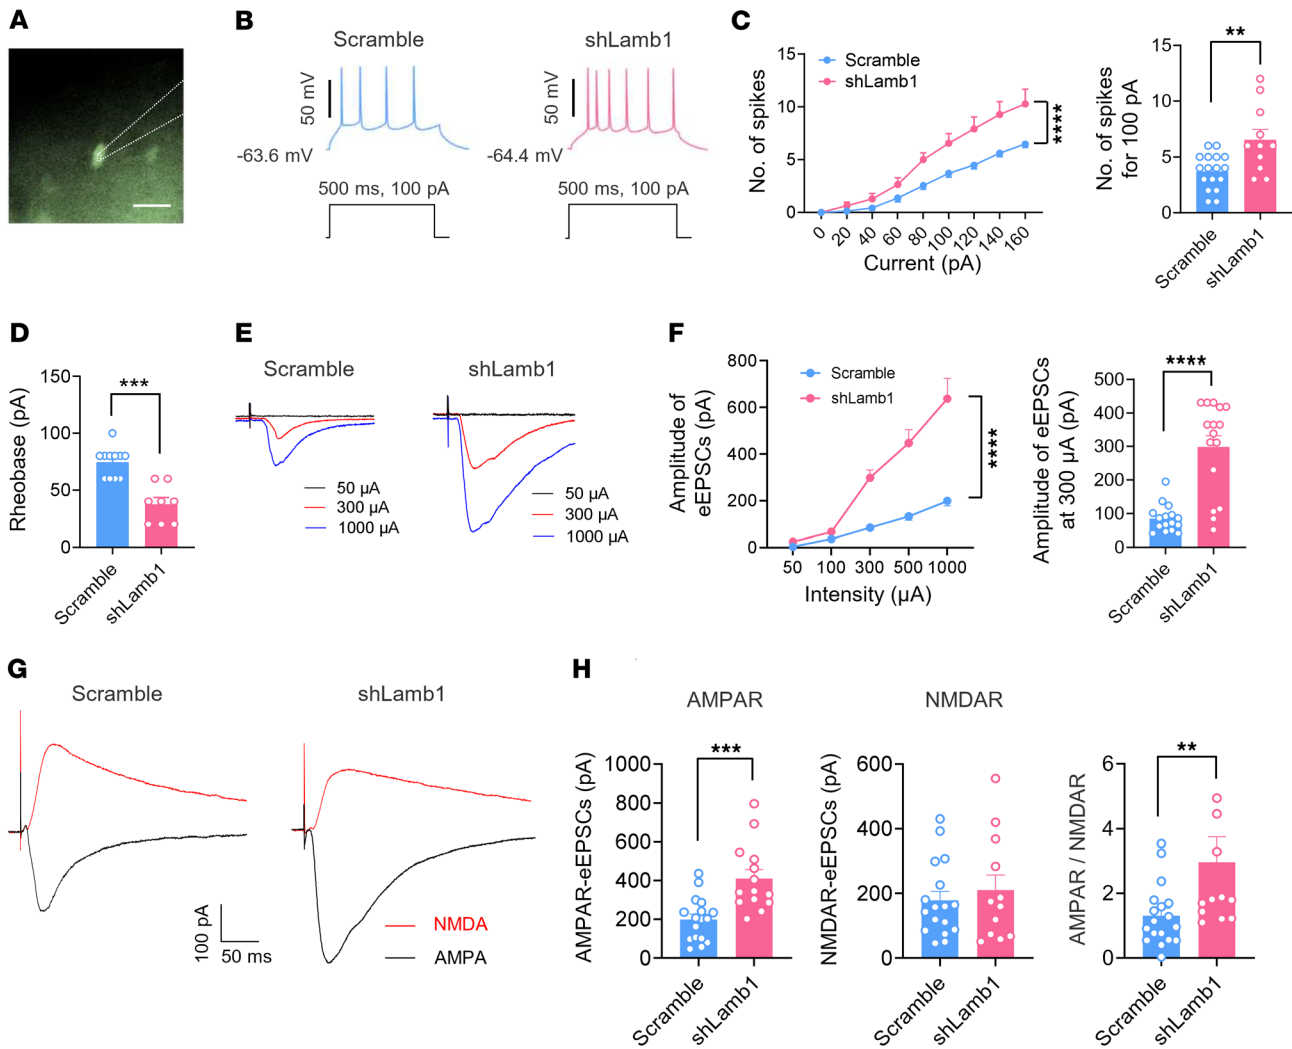 A
B
Scramble
shLamb1
50 mV
50 mV
-63.6 mV
-64.4 mV
500 ms, 100 pA
500 ms, 100 pA
C
No. of spikes
15
10
5
0
Scramble
shLamb1
****
0
20
40
60
80
100
120
140
160
Current (pA)
No. of spikes
for 100 pA
15
10
5
0
**
Scramble
shLamb1
D
Rheobase (pA)
150
100
50
0
***
Scramble
shLamb1
E
Scramble
shLamb1
50 µA
300 µA
1000 µA
50 µA
300 µA
1000 µA
F
Amplitude of
eEPSCs (pA)
800
600
400
200
0
Scramble
shLamb1
****
50
100
300
500
1000
Intensity (µA)
Amplitude of eEPSCs
at 300 µA (pA)
500
400
300
200
100
0
****
Scramble
shLamb1
G
Scramble
shLamb1
100 pA
50 ms
NMDA
AMPA
H
AMPAR
AMPAR-eEPSCs (pA)
1000
800
600
400
200
0
***
Scramble
shLamb1
NMDAR
NMDAR-eEPSCs (pA)
600
400
200
0
Scramble
shLamb1
AMPAR / NMDAR
6
4
2
0
**
Scramble
shLamb1